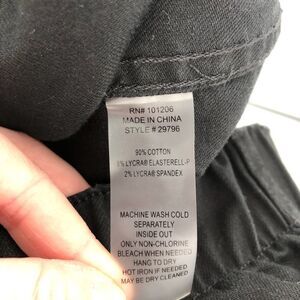 RN# 101206
MADE IN CHINA
STYLE # 29796
90% COTTON
8% LYCRA® ELASTERELL-P
2% LYCRA® SPANDEX
MACHINE WASH COLD
SEPARATELY
INSIDE OUT
ONLY NON-CHLORINE
BLEACH WHEN NEEDED
HANG TO DRY
HOT IRON IF NEEDED
MAY BE DRY CLEANED